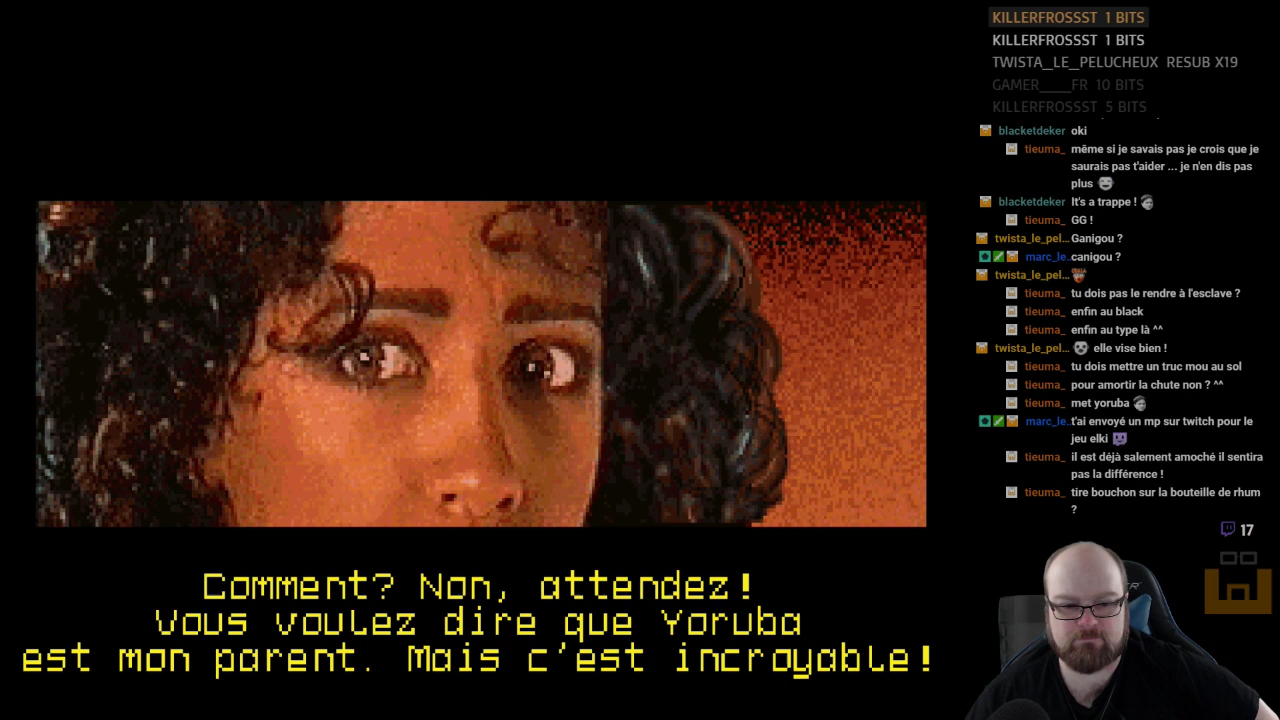 KILLERFROSSST 1 BITS
KILLERFROSSST 1 BITS
TWISTA__LE__PELUCHEUX RESUB X19
GAMER____FR 10 BITS
KILLERFROSSST 5 BITS
blacketdeker oki
tieuma_ même si je savais pas je crois que je
saurais pas t'aider ... je n'en dis pas
plus
blacketdeker It's a trappe !
tieuma_ GG !
twista_le_pel... Ganigou ?
marc_le... canigou ?
twista_le_pel...
tieuma_ tu dois pas le rendre à l'esclave ?
tieuma_ enfin au black
tieuma_ enfin au type là ^^
twista_le_pel... elle vise bien !
tieuma_ tu dois mettre un truc mou au sol
tieuma_ pour amortir la chute non ? ^^
tieuma_ met yoruba
marc_le... t'ai envoyé un mp sur twitch pour le
jeu elki
tieuma_ il est déjà salement amoché il sentira
pas la différence !
tieuma_ tire bouchon sur la bouteille de rhum
?
17
Comment? Non, attendez!
Vous voulez dire que Yoruba
est mon parent. Mais c'est incroyable!